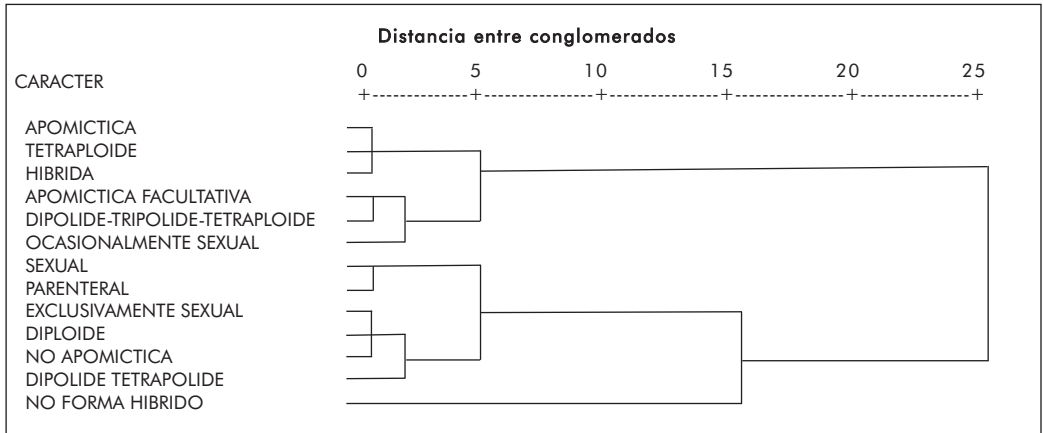 Distancia entre conglomerados
CARACTER 0 5 10 15 20 25
+------------+------------+------------+------------+------------+
APOMICTICA
TETRAPLOIDE
HIBRIDA
APOMICTICA FACULTATIVA
DIPOLIDE-TRIPOLIDE-TETRAPLOIDE
OCASIONALMENTE SEXUAL
SEXUAL
PARENTERAL
EXCLUSIVAMENTE SEXUAL
DIPLOIDE
NO APOMICTICA
DIPOLIDE TETRAPOLIDE
NO FORMA HIBRIDO